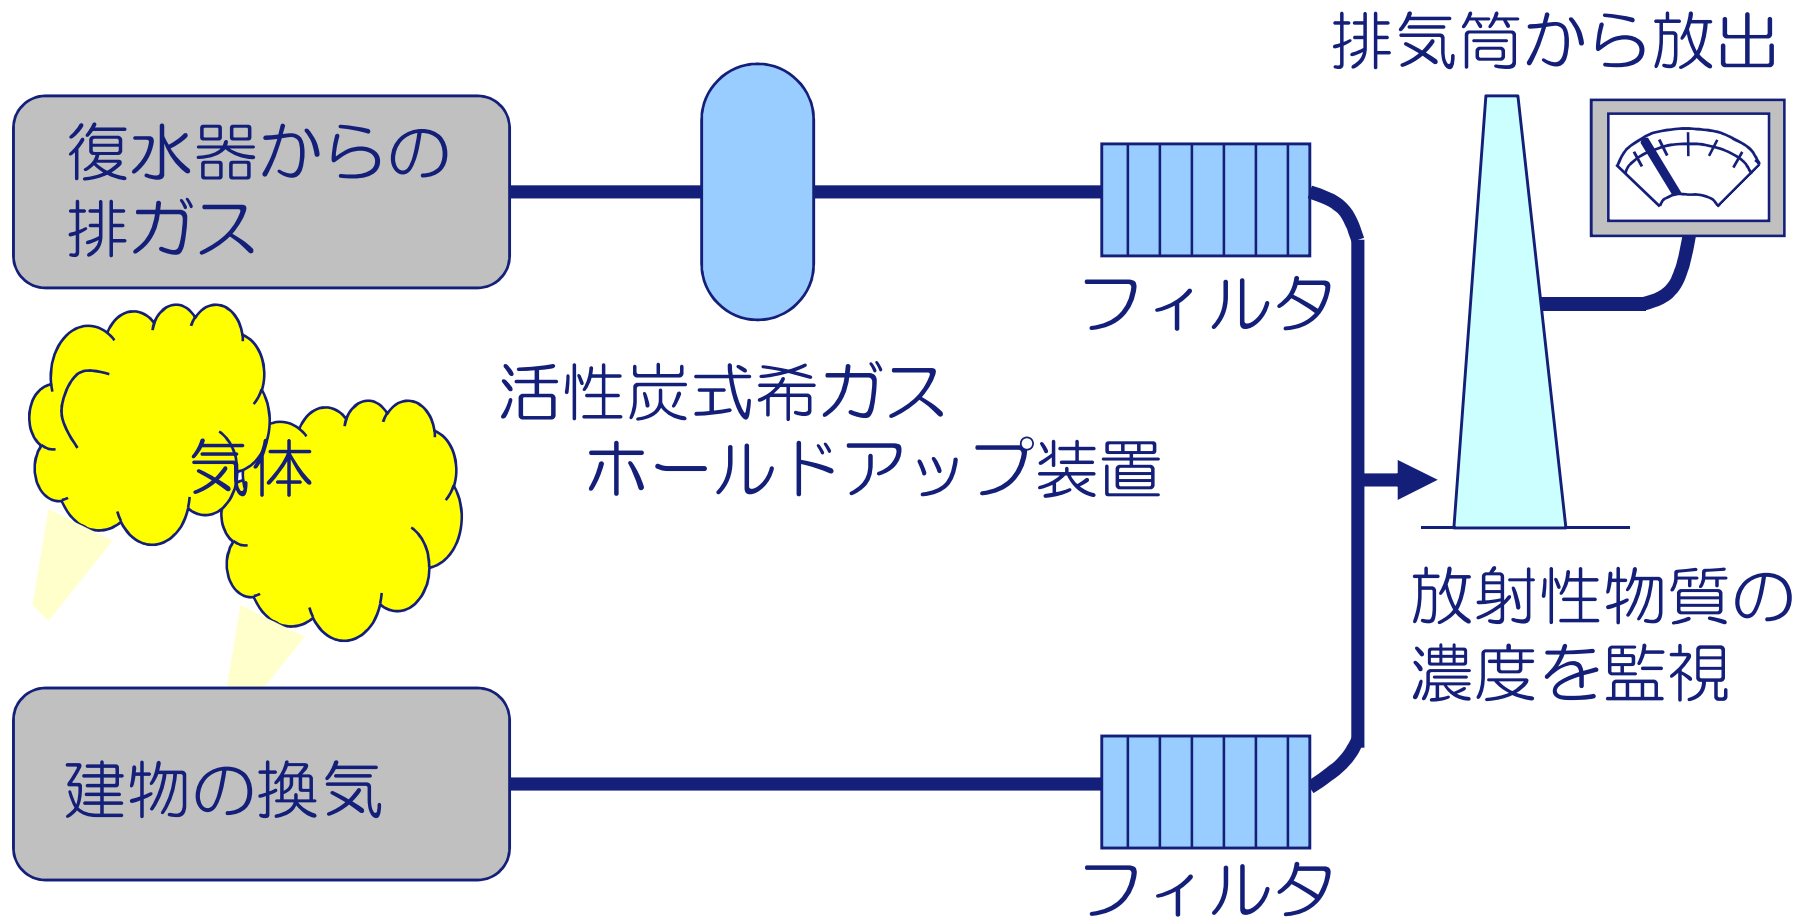 排気筒から放出
復水器からの
排ガス
フィルタ
活性炭式希ガス
ホールドアップ装置
気体
放射性物質の
濃度を監視
建物の換気
フィルタ